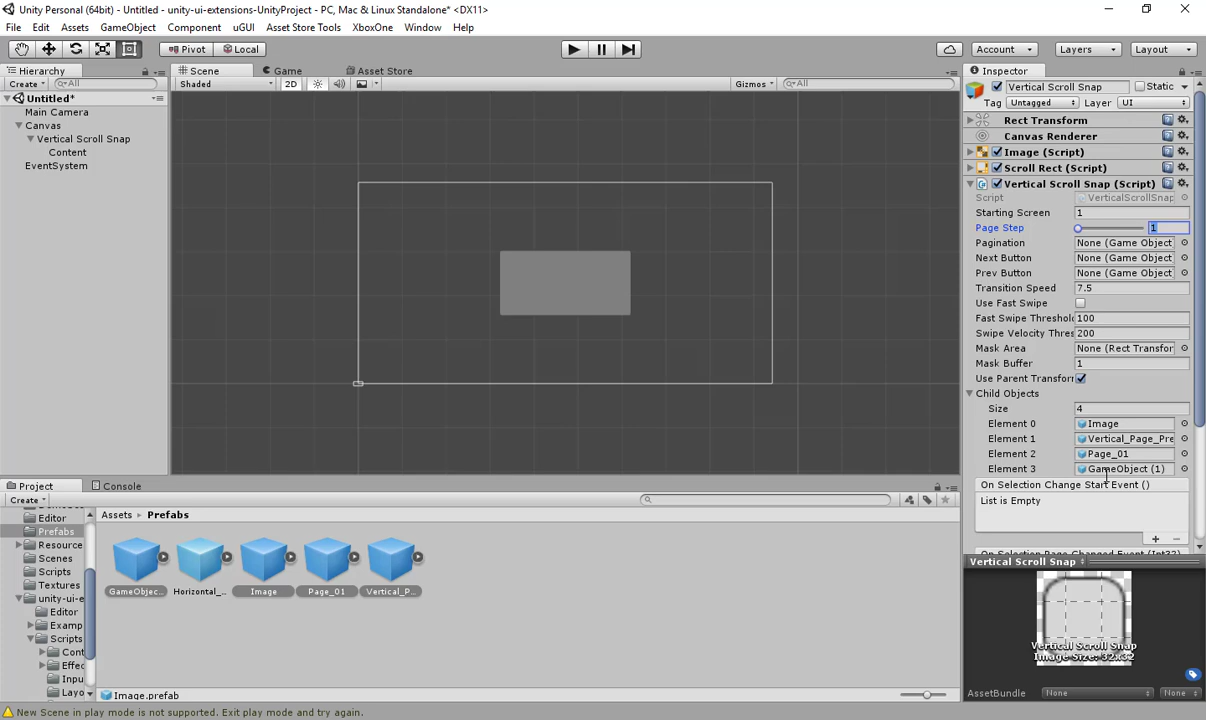 Unity Personal (64bit) - Untitled - unity-ui-extensions-UnityProject - PC, Mac & Linux Standalone* <DX11>
File Edit Assets GameObject Component uGUI Asset Store Tools XboxOne Window Help
Pivot Local Account Layers Layout
Hierarchy Scene Game Asset Store Inspector
Create All Shaded 2D Gizmos All Vertical Scroll Snap Static
Untitled* Tag Untagged Layer UI
Main Camera
Canvas
Vertical Scroll Snap
Content
EventSystem
Rect Transform
Canvas Renderer
Image (Script)
Scroll Rect (Script)
Vertical Scroll Snap (Script)
Script VerticalScrollSnap
Starting Screen 1
Page Step 1
Pagination None (Game Object
Next Button None (Game Object
Prev Button None (Game Object
Transition Speed 7.5
Use Fast Swipe
Fast Swipe Threshold 100
Swipe Velocity Thres 200
Mask Area None (Rect Transfor
Mask Buffer 1
Use Parent Transform
Child Objects
Size 4
Element 0 Image
Element 1 Vertical_Page_Pre
Element 2 Page_01
Element 3 GameObject (1)
On Selection Change Start Event ()
List is Empty
On Selection Page Changed Event (Int32)
Project Console
Create
Editor
Prefabs
Resource
Scenes
Scripts
Textures
unity-ui-e
Editor
Examp
Scripts
Cont
Effec
Inpu
Layo
Assets Prefabs
GameObjec... Horizontal_... Image Page_01 Vertical_P...
Image.prefab
Vertical Scroll Snap
Vertical Scroll Snap
Image Size: 32x32
AssetBundle None None
New Scene in play mode is not supported. Exit play mode and try again.